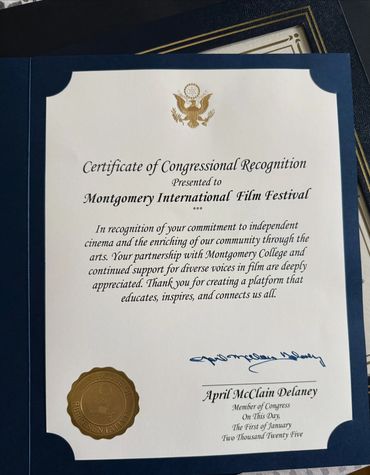 Certificate of Congressional Recognition
Presented to
Montgomery International Film Festival
***
In recognition of your commitment to independent
cinema and the enriching of our community through the
arts. Your partnership with Montgomery College and
continued support for diverse voices in film are deeply
appreciated. Thank you for creating a platform that
educates, inspires, and connects us all.
April McClain Delaney
April McClain Delaney
Member of Congress
On This Day,
The First of January
Two Thousand Twenty Five